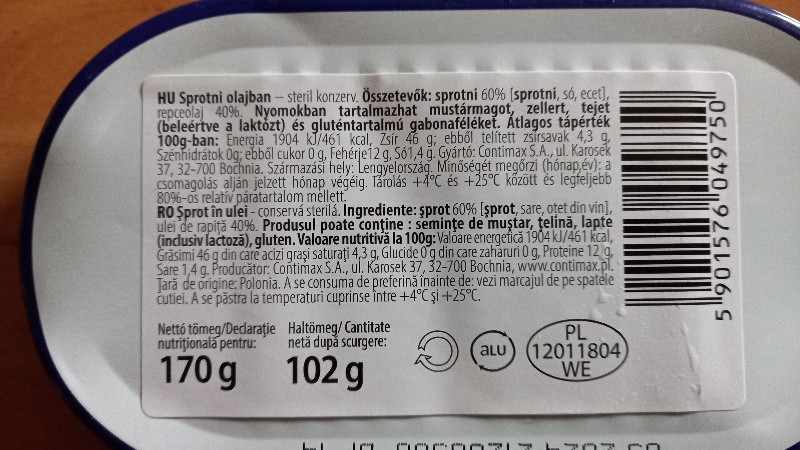 HU Sprotni olajban – steril konzerv. Összetevők: sprotni 60% [sprotni, só, ecet],
repceolaj 40%. Nyomokban tartalmazhat mustármagot, zellert, tejet
(beleértve a laktózt) és gluténtartalmú gabonaféléket. Átlagos tápérték
100g-ban: Energia 1904 kJ/461 kcal, Zsír 46 g; ebből telített zsírsavak 4,3 g,
Szénhidrátok 0g; ebből cukor 0 g, Fehérje12 g, Só1,4 g. Gyártó: Contimax S.A., ul. Karosek
37, 32-700 Bochnia. Származási hely: Lengyelország. Minőségét megőrzi (hónap,év): a
csomagolás alján jelzett hónap végéig. Tárolás +4°C és +25°C között és legfeljebb
80%-os relatív páratartalom mellett.
RO Șprot în ulei - conservă sterilă. Ingrediente: șprot 60% [șprot, sare, oțet din vin],
ulei de rapiță 40%. Produsul poate conține : semințe de muștar, țelină, lapte
(inclusiv lactoză), gluten. Valoare nutritivă la 100g: Valoare energetică 1904 kJ/461 kcal,
Grăsimi 46 g din care acizi grași saturați 4,3 g, Glucide 0 g din care zaharuri 0 g, Proteine 12 g,
Sare 1,4 g. Producător: Contimax S.A., ul. Karosek 37, 32-700 Bochnia, www.contimax.pl.
Țară de origine: Polonia. A se consuma de preferină înainte de: vezi marcajul de pe spatele
cutiei. A se păstra la temperaturi cuprinse între +4°C și +25°C.
Nettó tömeg/Declarație nutrițională pentru:
170 g
Haltömeg/ Cantitate netă după scurgere:
102 g
alu
PL
12011804
WE
5 901576 049750